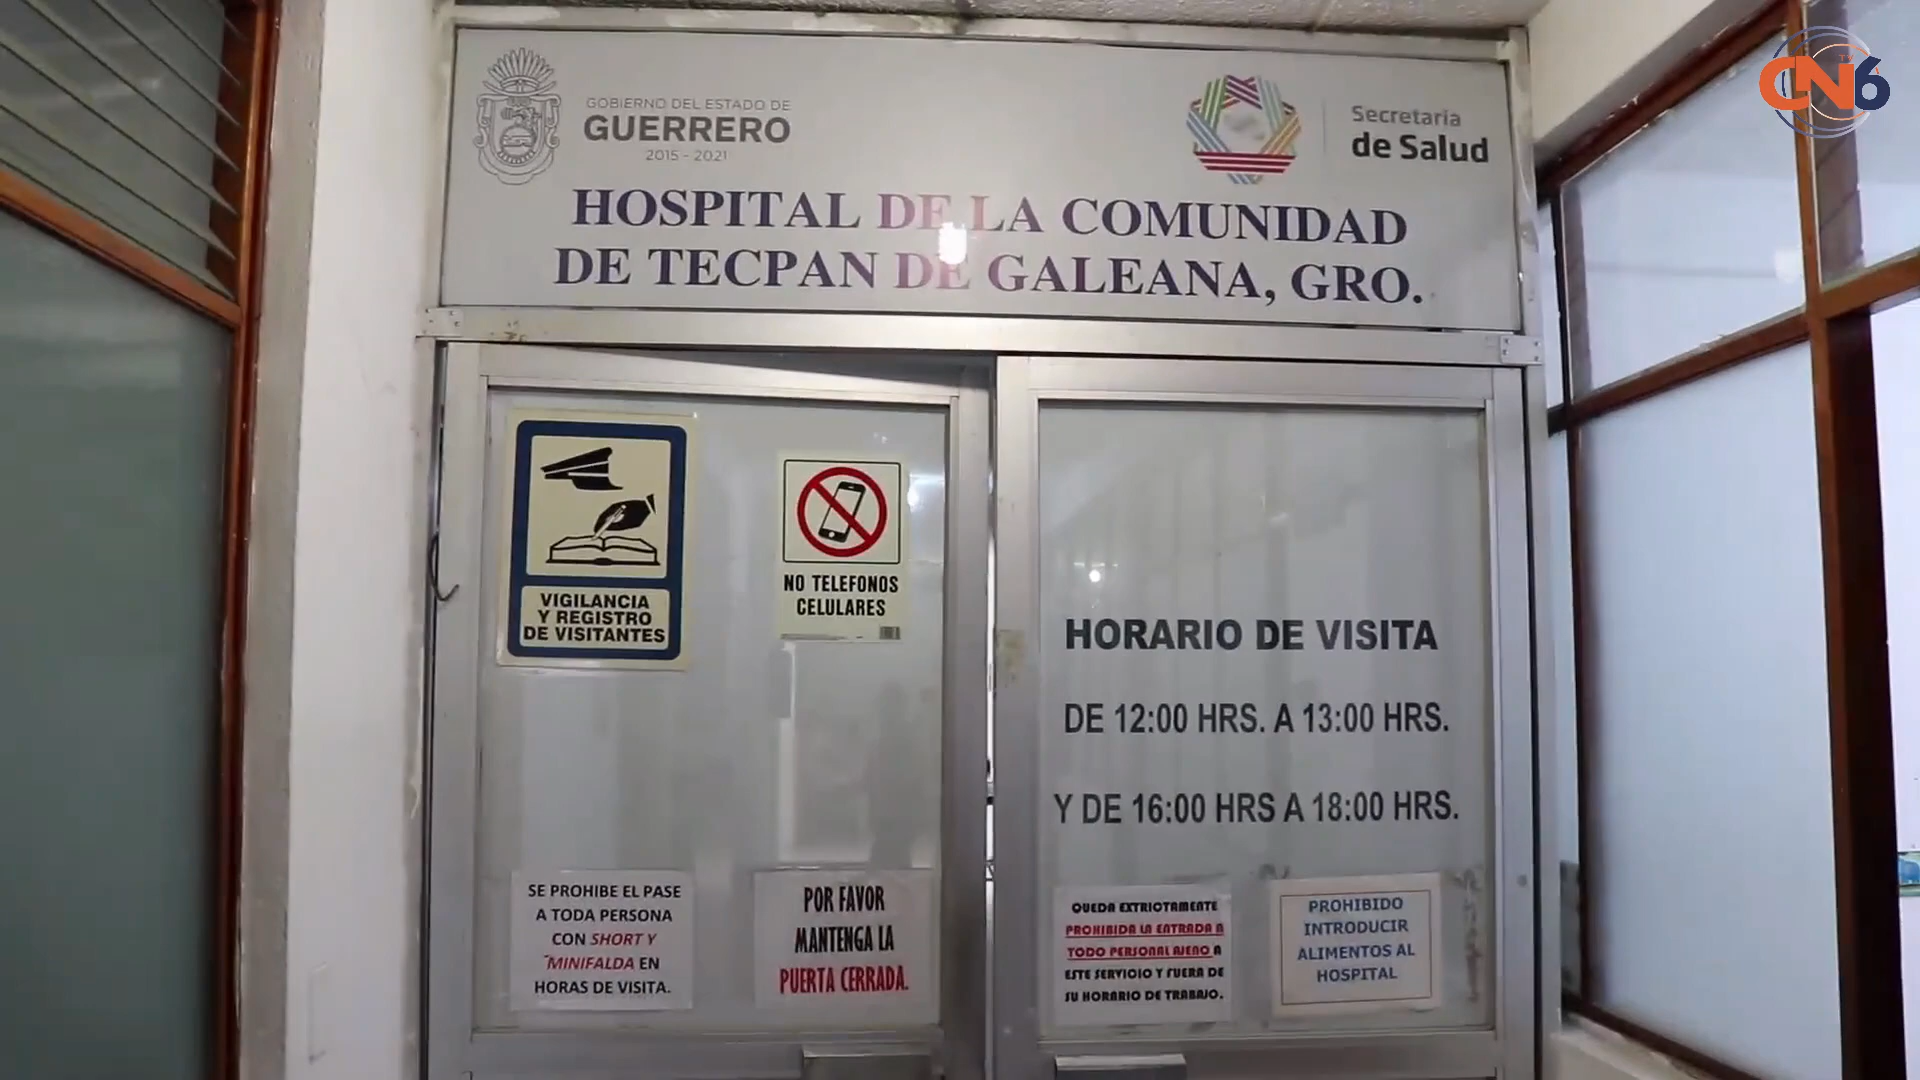 GOBIERNO DEL ESTADO DE
GUERRERO
2015 - 2021
Secretaría
de Salud
TV
CN6
HOSPITAL DE LA COMUNIDAD
DE TECPAN DE GALEANA, GRO.
VIGILANCIA
Y REGISTRO
DE VISITANTES
NO TELEFONOS
CELULARES
HORARIO DE VISITA
DE 12:00 HRS. A 13:00 HRS.
Y DE 16:00 HRS A 18:00 HRS.
SE PROHIBE EL PASE
A TODA PERSONA
CON SHORT Y
MINIFALDA EN
HORAS DE VISITA.
POR FAVOR
MANTENGA LA
PUERTA CERRADA.
QUEDA EXTRICTAMENTE
PROHIBIDA LA ENTRADA A
TODO PERSONAL AJENO A
ESTE SERVICIO Y FUERA DE
SU HORARIO DE TRABAJO.
PROHIBIDO
INTRODUCIR
ALIMENTOS AL
HOSPITAL